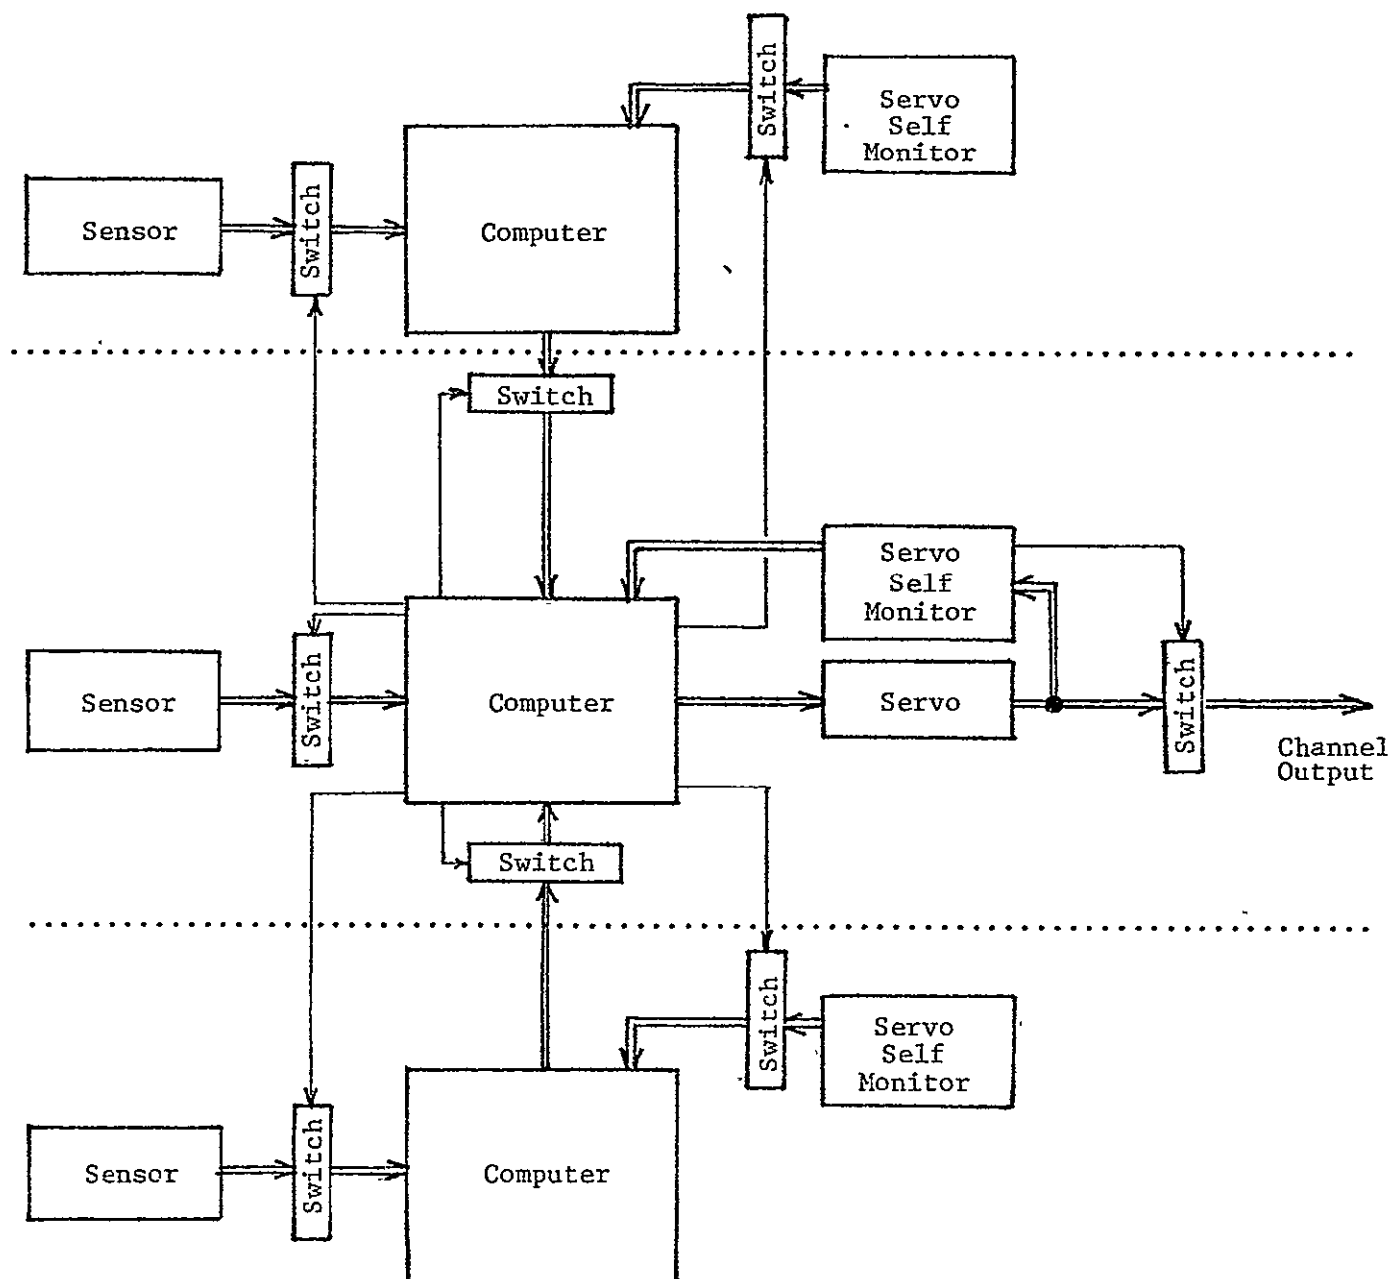 Switch
Servo
Self
Monitor
Sensor
Switch
Computer
Switch
Servo
Self
Monitor
Sensor
Switch
Computer
Servo
Switch
Channel
Output
Switch
Switch
Servo
Self
Monitor
Sensor
Switch
Computer